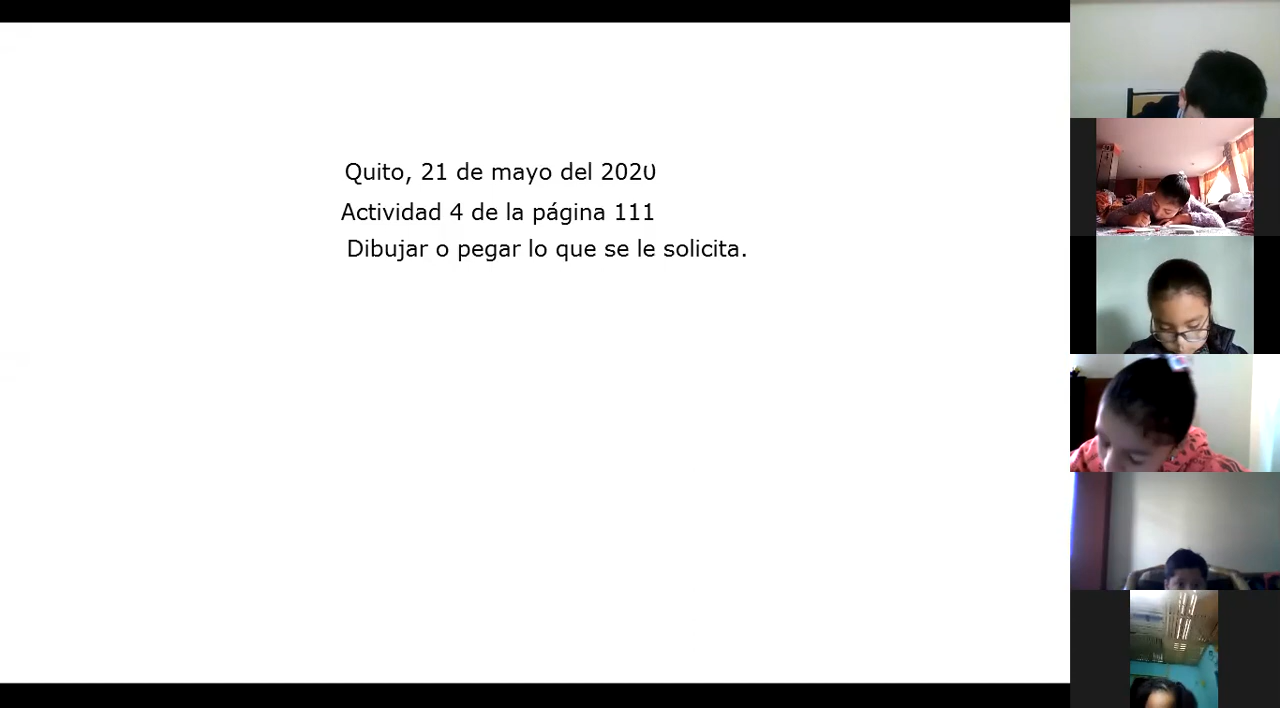 Quito, 21 de mayo del 2020
Actividad 4 de la página 111
Dibujar o pegar lo que se le solicita.